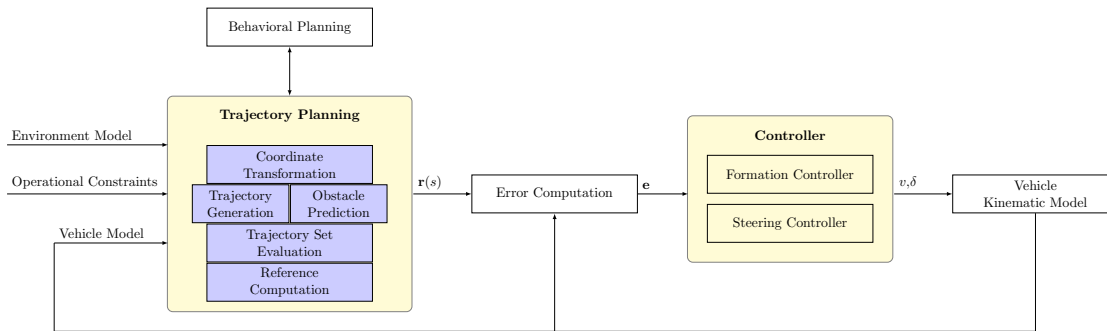 Behavioral Planning
Trajectory Planning
Environment Model
Operational Constraints
Vehicle Model
Coordinate
Transformation
Trajectory
Generation
Obstacle
Prediction
Trajectory Set
Evaluation
Reference
Computation
r(s)
Error Computation
e
Controller
Formation Controller
Steering Controller
v,δ
Vehicle
Kinematic Model